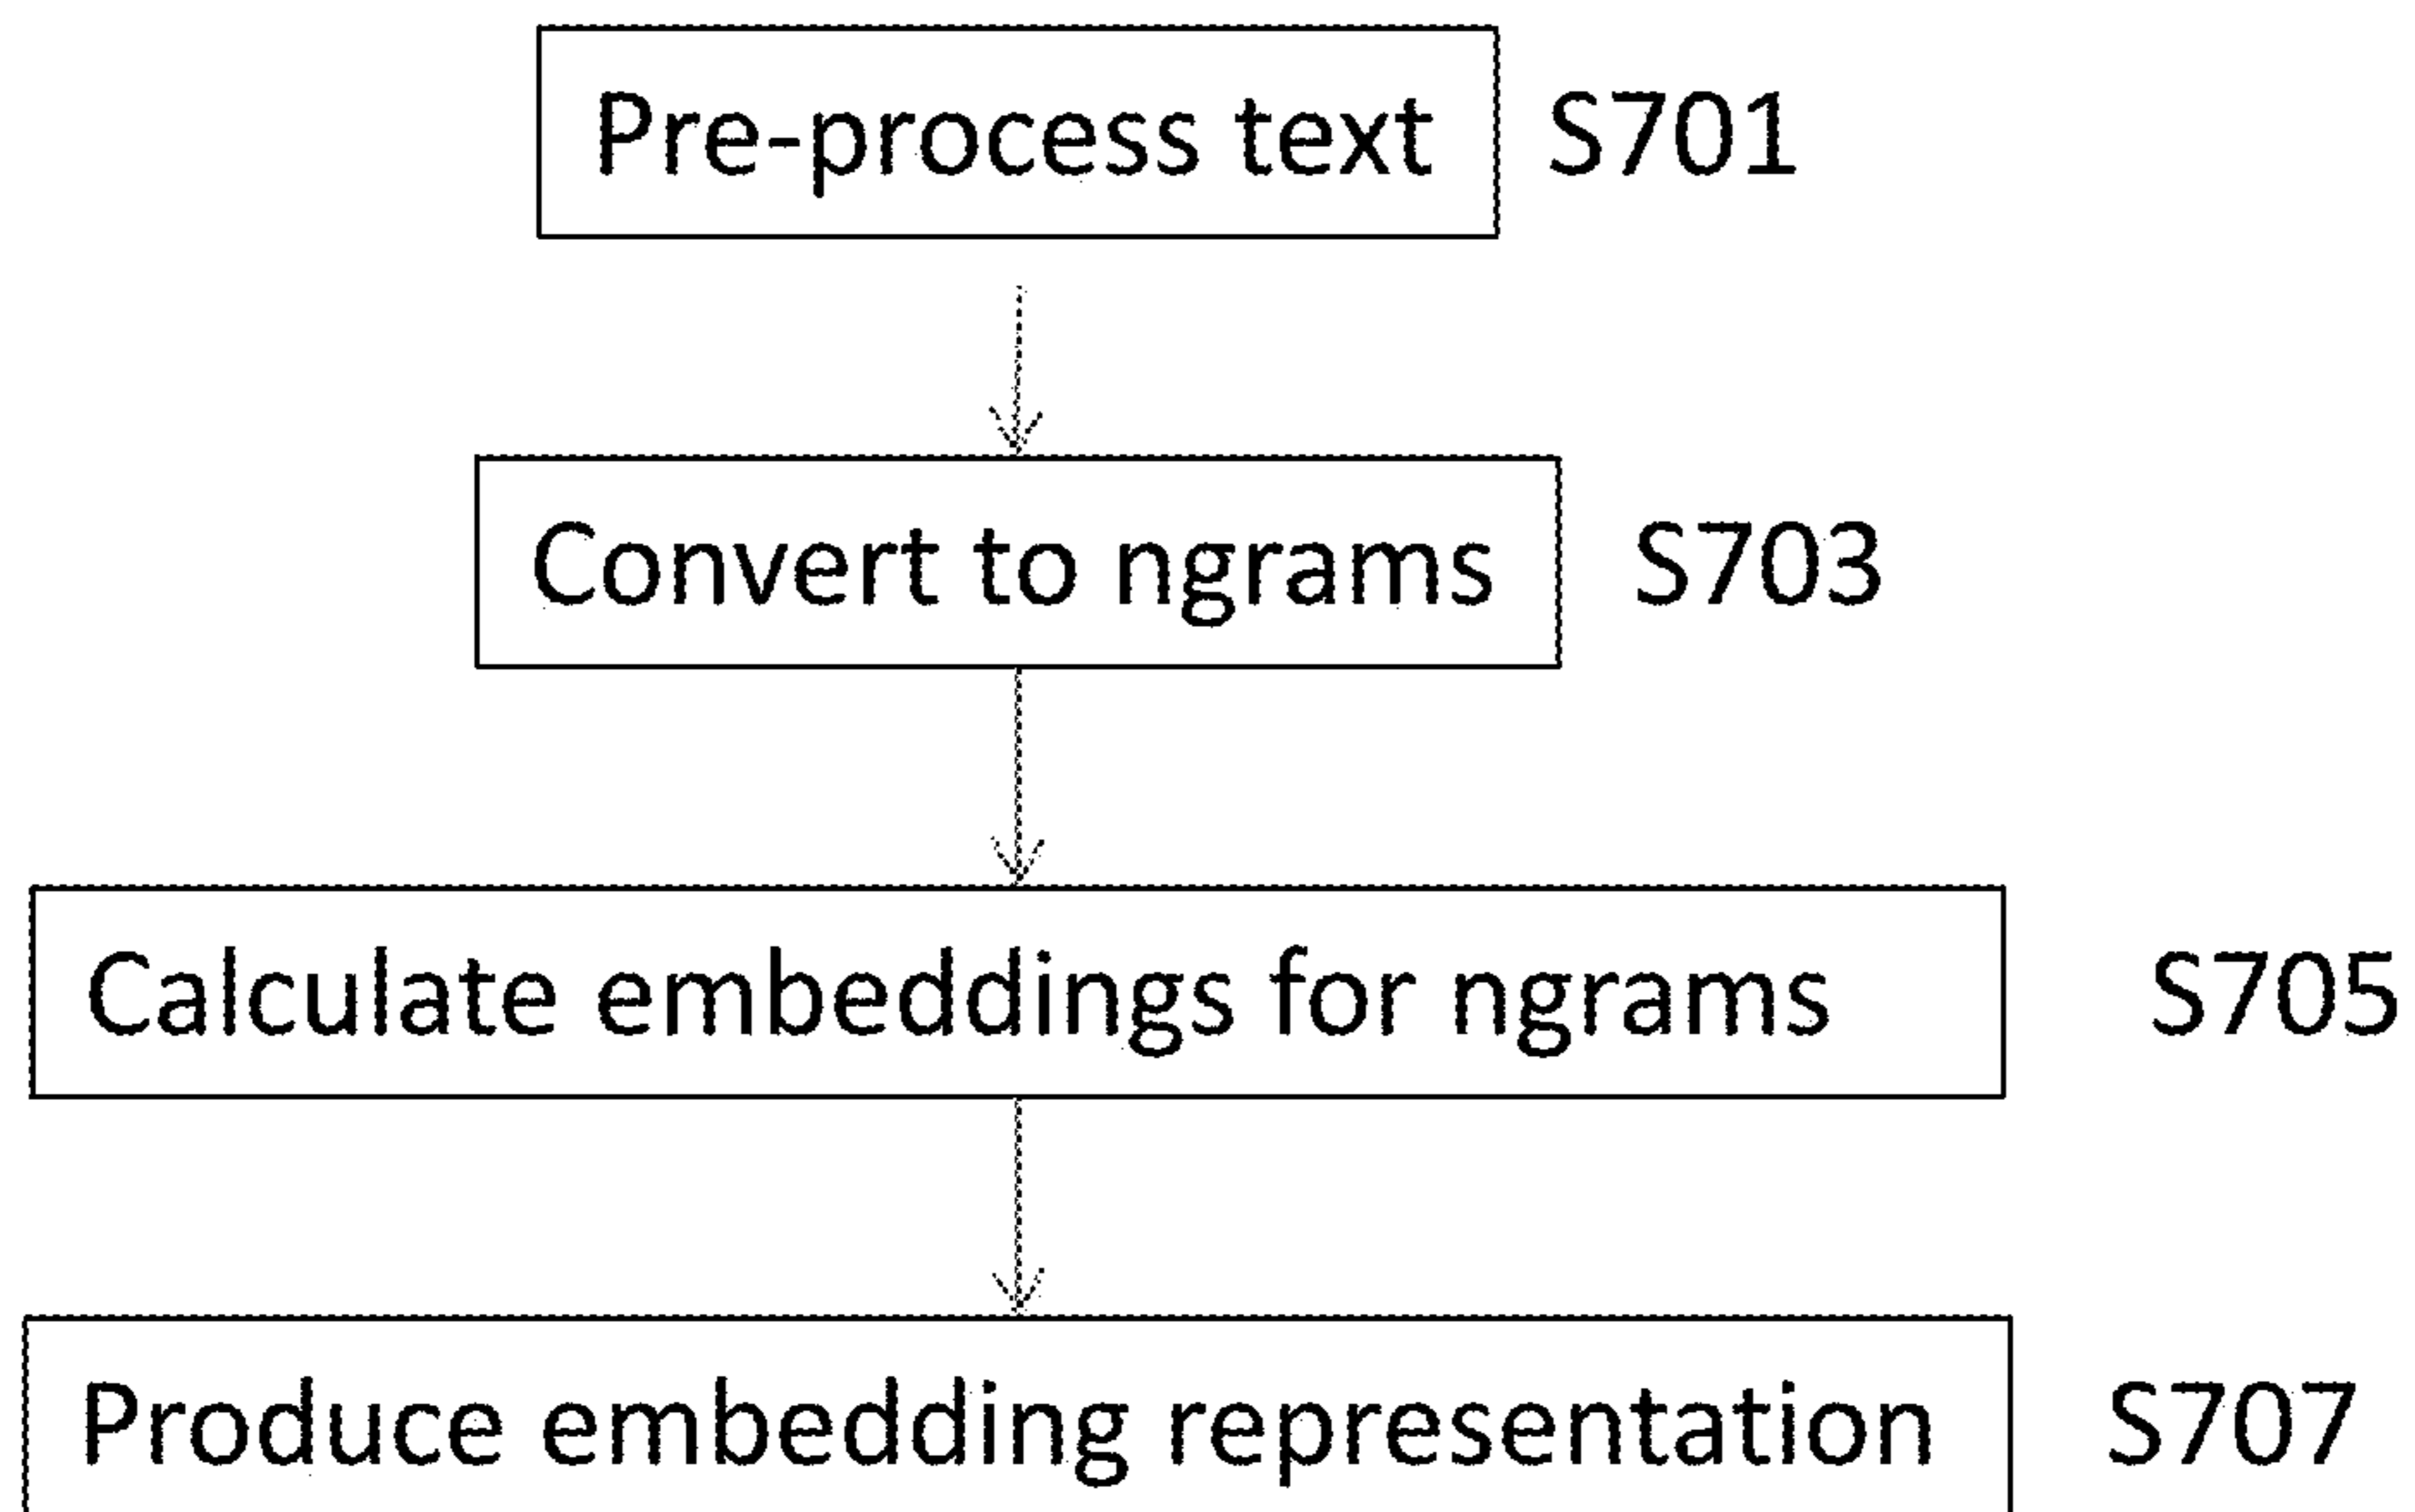 Pre-process text S701
Convert to ngrams S703
Calculate embeddings for ngrams S705
Produce embedding representation S707